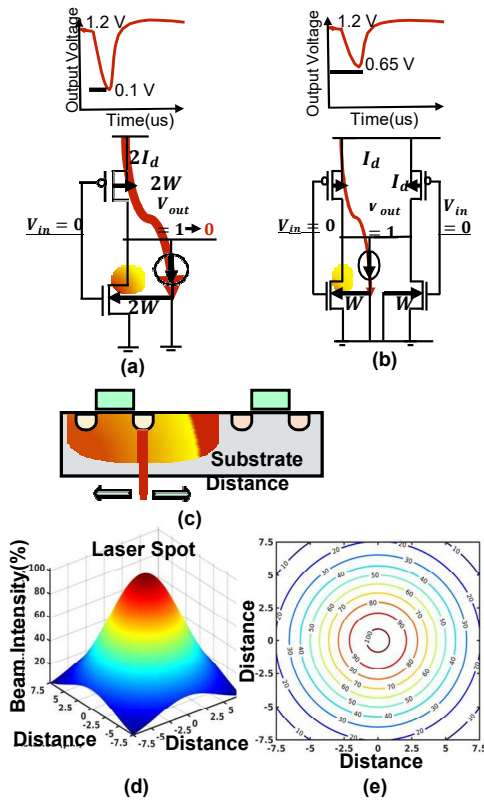 Output Voltage
1.2 V
0.1 V
Time(us)
2I_d
2W
V_out
V_in = 0
= 1→0
2W
(a)
Output Voltage
1.2 V
0.65 V
Time(us)
I_d
I_d
V_in
= 0
v_out
= 1
V_in
= 0
W
W
(b)
Substrate
Distance
(c)
Laser Spot
Beam.Intensity(%)
100
80
60
40
20
7.5
5
2.5
0
-2.5
-5
-7.5
-7.5
-5
-2.5
0
2.5
5
Distance
Distance
(d)
7.5
5.0
2.5
0
-2.5
-5.0
-7.5
-7.5
-5.0
-2.5
0
2.5
5.0
7.5
10
20
30
40
50
60
70
80
90
100
Distance
Distance
(e)